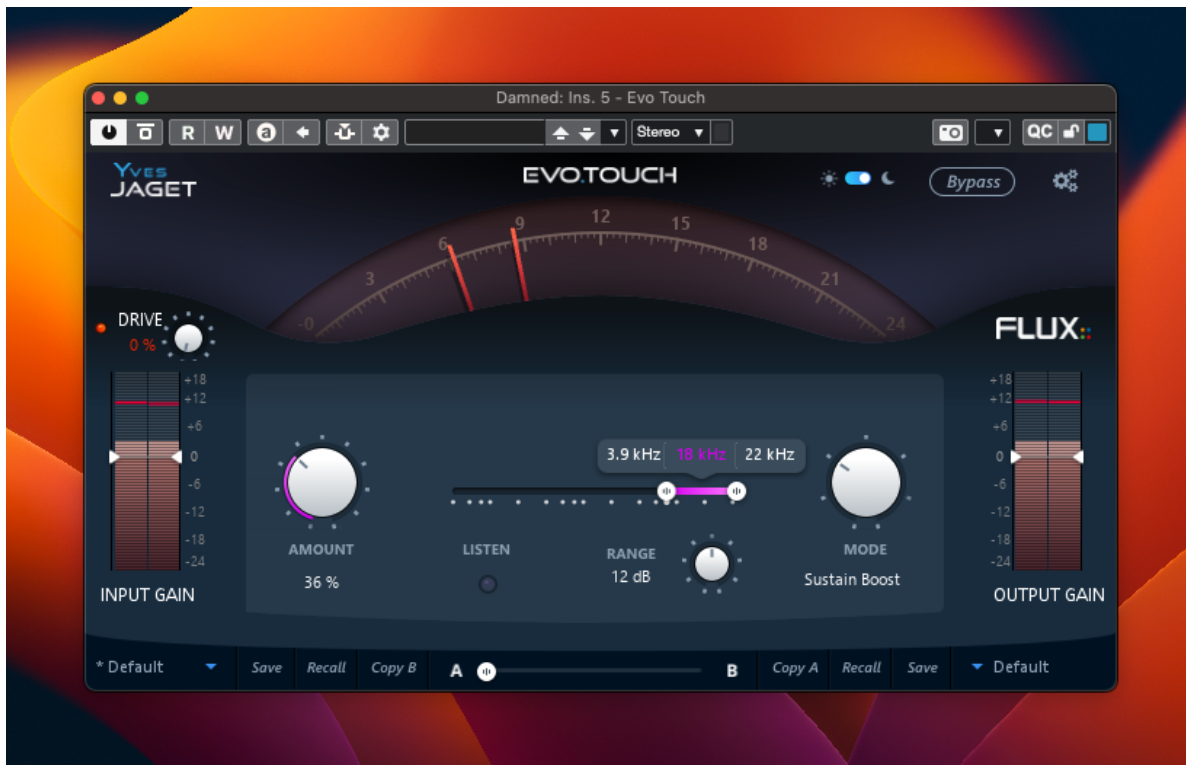 Damned: Ins. 5 - Evo Touch
R W a Stereo QC
YVES
JAGET
EVO.TOUCH
Bypass
0 3 6 9 12 15 18 21 24
DRIVE
0 %
FLUX::
+18
+12
+6
0
-6
-12
-18
-24
INPUT GAIN
AMOUNT
36 %
3.9 kHz 18 kHz 22 kHz
LISTEN
RANGE
12 dB
MODE
Sustain Boost
+18
+12
+6
0
-6
-12
-18
-24
OUTPUT GAIN
* Default Save Recall Copy B A B Copy A Recall Save Default